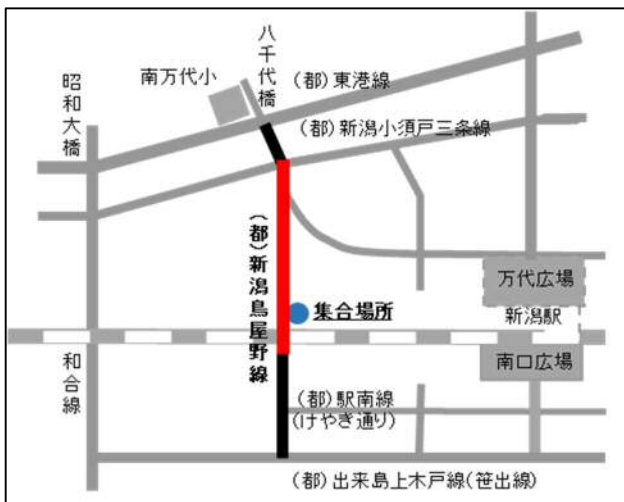 八千代橋
南万代小
昭和大橋
(都)東港線
(都)新潟小須戸三条線
(都)新潟鳥屋野線
万代広場
集合場所
新潟駅
和合線
南口広場
(都)駅南線
(けやき通り)
(都)出来島上木戸線(笹出線)